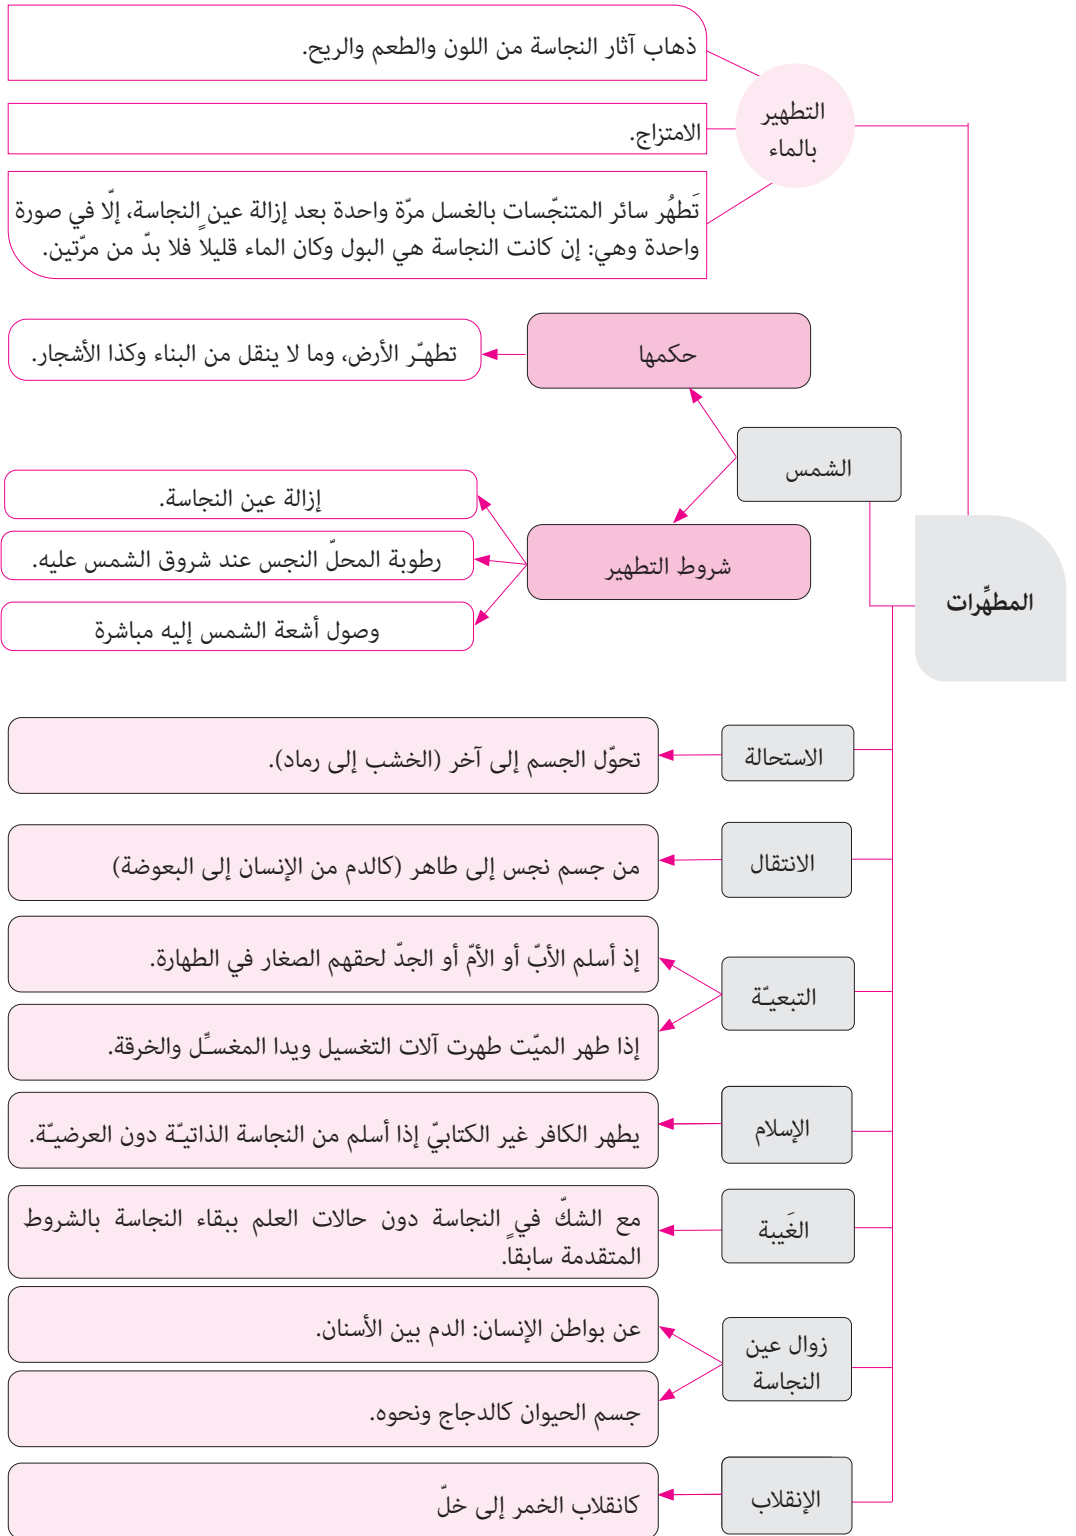 ذهاب آثار النجاسة من اللون والطعم والريح.
التطهير
بالماء
الامتزاج.
تَطهُر سائر المتنجّسات بالغسل مرّة واحدة بعد إزالة عين النجاسة، إلّا في صورةٍ
واحدة وهي: إن كانت النجاسة هي البول وكان الماء قليلاً فلا بدّ من مرّتين.
حكمها
تطهّر الأرض، وما لا ينقل من البناء وكذا الأشجار.
الشمس
إزالة عين النجاسة.
شروط التطهير
رطوبة المحلّ النجس عند شروق الشمس عليه.
وصول أشعة الشمس إليه مباشرة
المطهِّرات
الاستحالة
تحوّل الجسم إلى آخر (الخشب إلى رماد).
الانتقال
من جسم نجس إلى طاهر (كالدم من الإنسان إلى البعوضة)
التبعيّة
إذ أسلم الأبّ أو الأمّ أو الجدّ لحقهم الصغار في الطهارة.
إذا طهر الميّت طهرت آلات التغسيل ويدا المغسِّل والخرقة.
الإسلام
يطهر الكافر غير الكتابيّ إذا أسلم من النجاسة الذاتيّة دون العرضيّة.
الغَيبة
مع الشكّ في النجاسة دون حالات العلم ببقاء النجاسة بالشروط
المتقدمة سابقاً.
زوال عين
النجاسة
عن بواطن الإنسان: الدم بين الأسنان.
جسم الحيوان كالدجاج ونحوه.
الإنقلاب
كانقلاب الخمر إلى خلّ